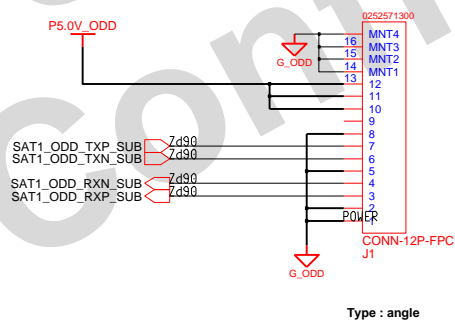 0252571300
P5.0V_ODD
MNT4
16
MNT3
15
MNT2
G_ODD
14
MNT1
13
12
11
10
9
8
SAT1_ODD_TXP_SUB Zd90 7
SAT1_ODD_TXN_SUB Zd90 6
5
SAT1_ODD_RXN_SUB Zd90 4
SAT1_ODD_RXP_SUB Zd90 3
2
POWER
1
CONN-12P-FPC
J1
G_ODD
Type : angle